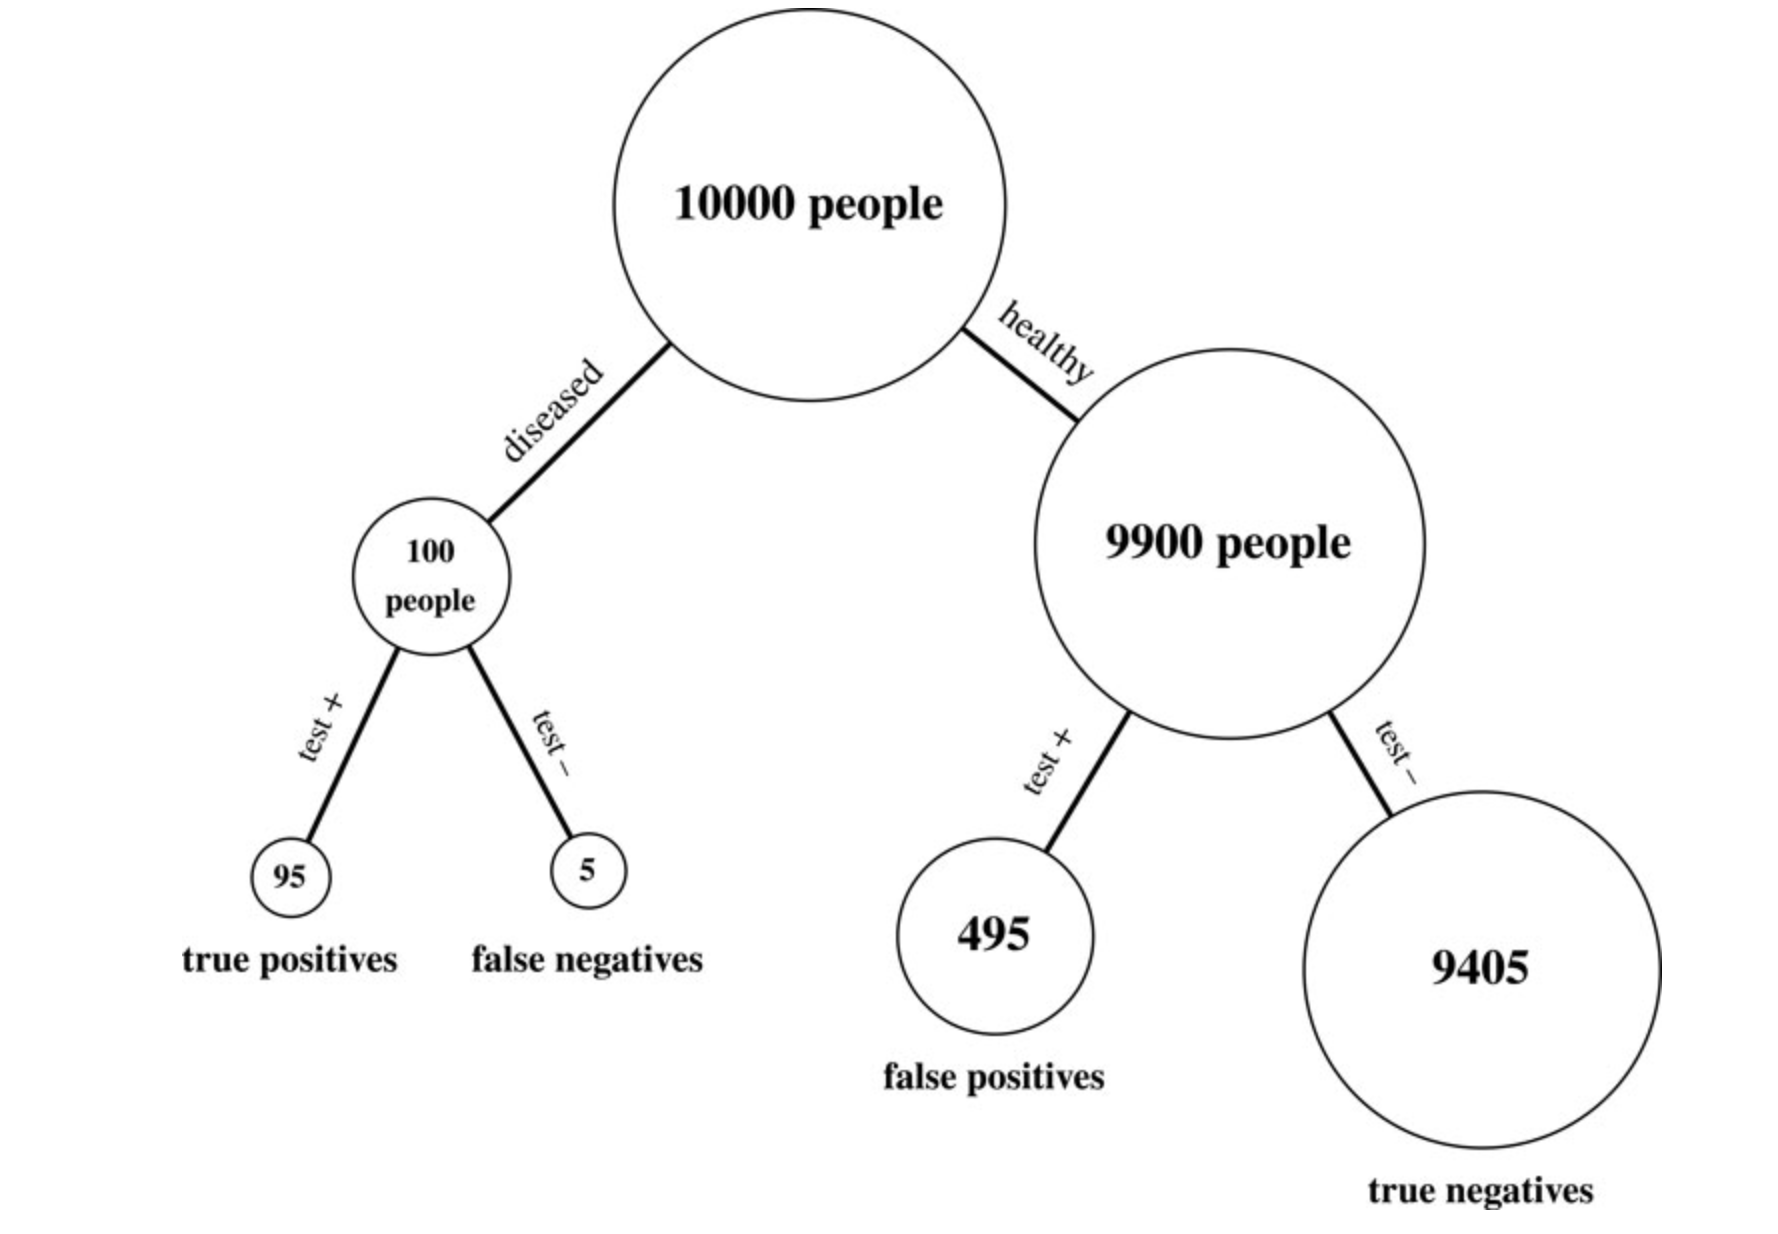 10000 people
diseased
healthy
100
people
9900 people
test +
test –
test +
test –
95
5
495
9405
true positives
false negatives
false positives
true negatives